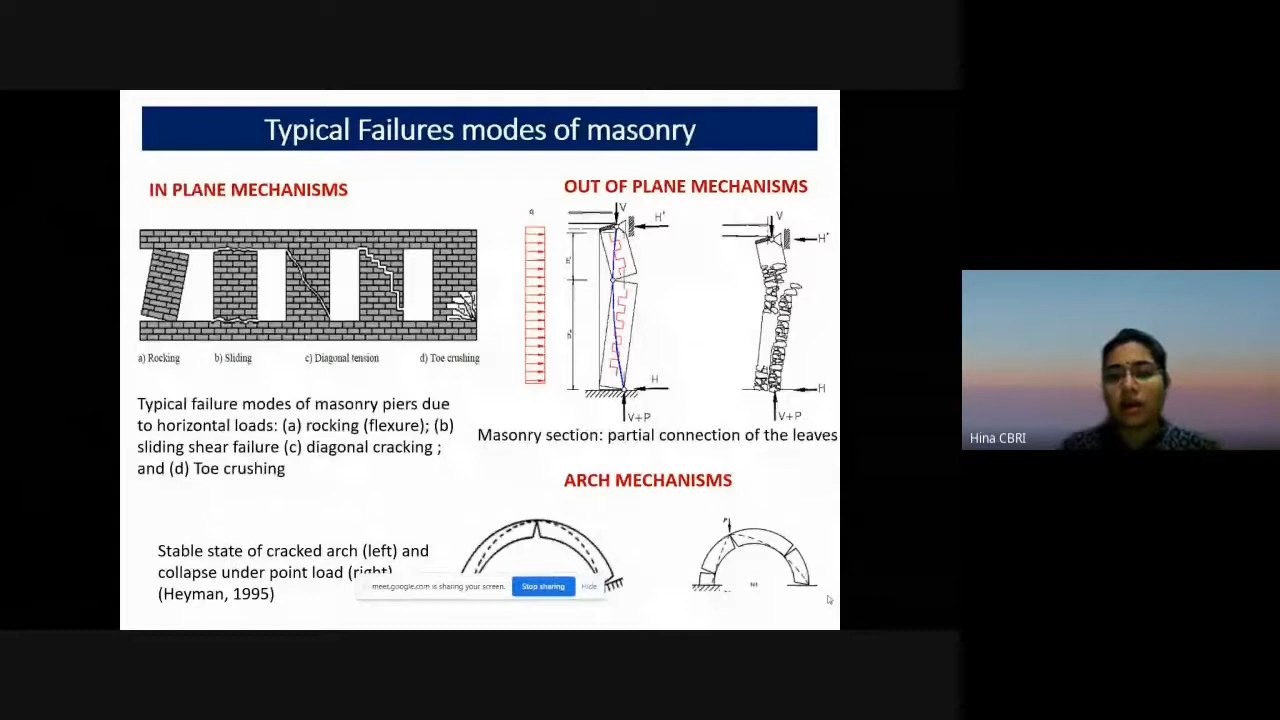 Typical Failures modes of masonry
IN PLANE MECHANISMS
a) Rocking b) Sliding c) Diagonal tension d) Toe crushing
Typical failure modes of masonry piers due
to horizontal loads: (a) rocking (flexure); (b)
sliding shear failure (c) diagonal cracking ;
and (d) Toe crushing
OUT OF PLANE MECHANISMS
q
V
H'
H
V+P
V
H'
H
V+P
Masonry section: partial connection of the leaves
ARCH MECHANISMS
P
Stable state of cracked arch (left) and
collapse under point load (right)
(Heyman, 1995)
meet.google.com is sharing your screen. Stop sharing Hide
Hina CBRI